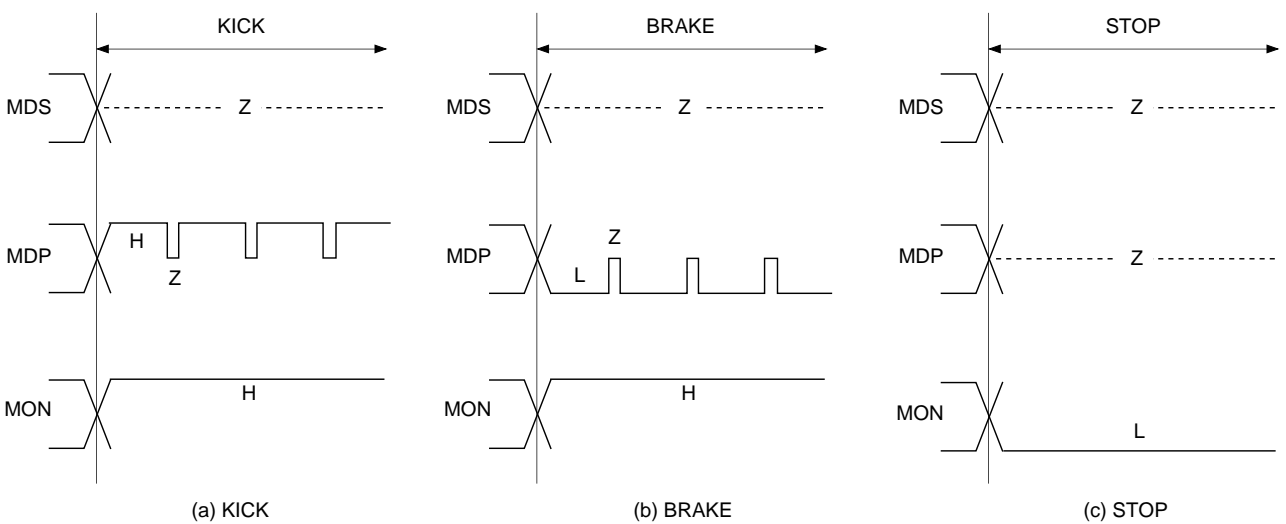 KICK
MDS
Z
MDP
H
Z
MON
H
(a) KICK
BRAKE
MDS
Z
MDP
Z
L
MON
H
(b) BRAKE
STOP
MDS
Z
MDP
Z
MON
L
(c) STOP